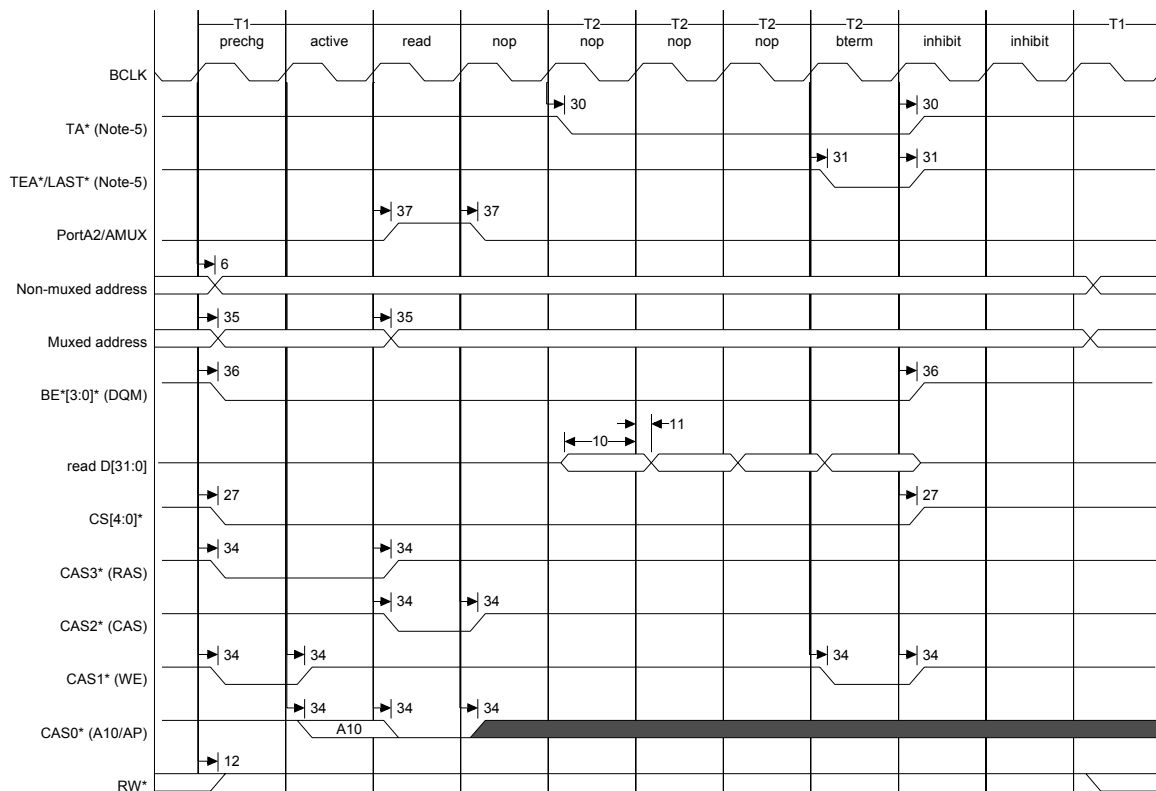 T1 T2 T2 T2 T2 T1
prechg active read nop nop nop nop bterm inhibit inhibit
BCLK
30 30
TA* (Note-5)
31 31
TEA*/LAST* (Note-5)
37 37
PortA2/AMUX
6
Non-muxed address
35 35
Muxed address
36 36
BE*[3:0]* (DQM)
10 11
read D[31:0]
27 27
CS[4:0]*
34 34
CAS3* (RAS)
34 34
CAS2* (CAS)
34 34 34 34
CAS1* (WE)
34 34 34
CAS0* (A10/AP) A10
12
RW*